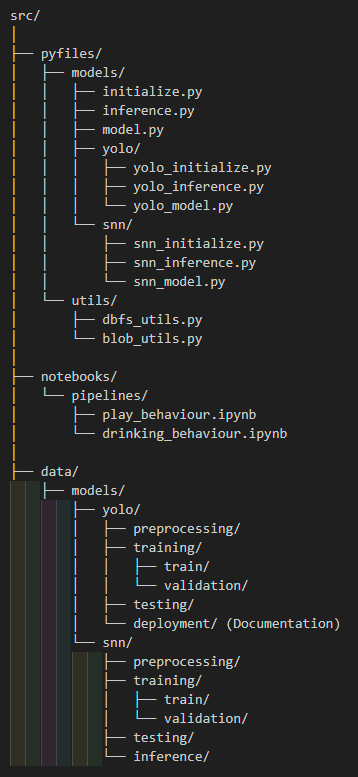 src/
│
├── pyfiles/
│   ├── models/
│   │   ├── initialize.py
│   │   ├── inference.py
│   │   ├── model.py
│   │   ├── yolo/
│   │   │   ├── yolo_initialize.py
│   │   │   ├── yolo_inference.py
│   │   │   └── yolo_model.py
│   │   └── snn/
│   │       ├── snn_initialize.py
│   │       ├── snn_inference.py
│   │       └── snn_model.py
│   └── utils/
│       ├── dbfs_utils.py
│       └── blob_utils.py
│
├── notebooks/
│   └── pipelines/
│       ├── play_behaviour.ipynb
│       └── drinking_behaviour.ipynb
│
├── data/
    ├── models/
        ├── yolo/
        │   ├── preprocessing/
        │   ├── training/
        │   │   ├── train/
        │   │   └── validation/
        │   ├── testing/
        │   └── deployment/ (Documentation)
        └── snn/
            ├── preprocessing/
            ├── training/
            │   ├── train/
            │   └── validation/
            ├── testing/
            └── inference/